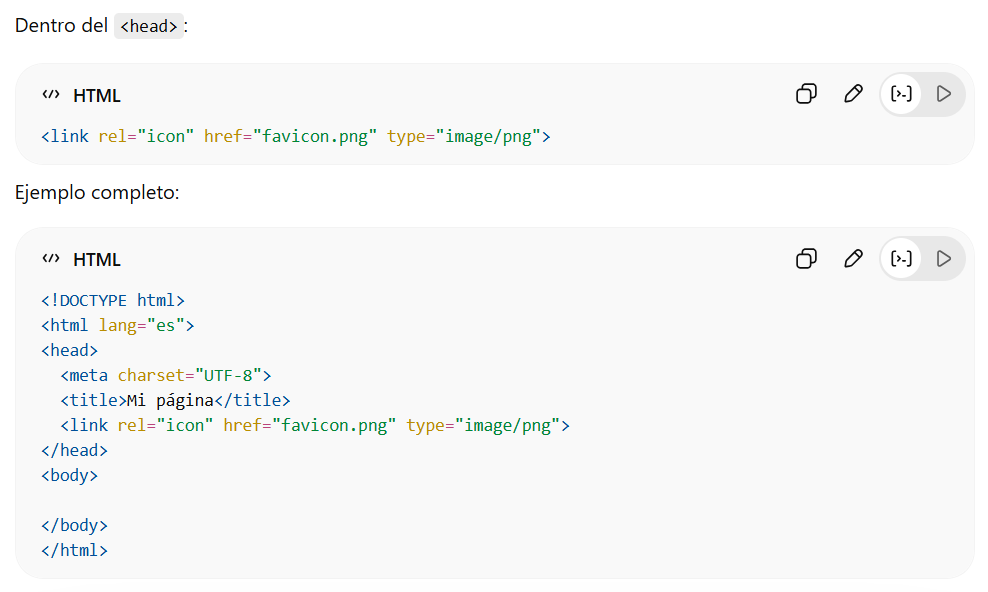 Dentro del <head>:
HTML
<link rel="icon" href="favicon.png" type="image/png">
Ejemplo completo:
HTML
<!DOCTYPE html>
<html lang="es">
<head>
  <meta charset="UTF-8">
  <title>Mi página</title>
  <link rel="icon" href="favicon.png" type="image/png">
</head>
<body>

</body>
</html>